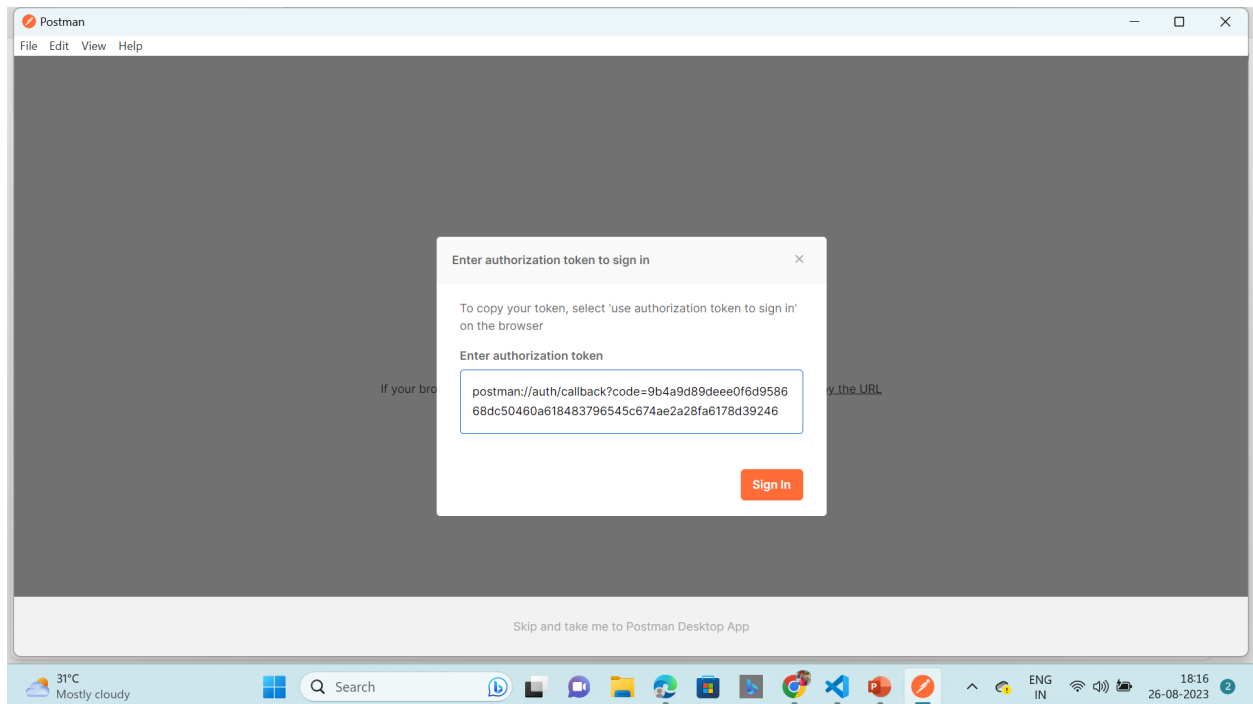 Postman
File Edit View Help
Enter authorization token to sign in
To copy your token, select 'use authorization token to sign in'
on the browser
Enter authorization token
If your bro
postman://auth/callback?code=9b4a9d89deee0f6d9586
68dc50460a618483796545c674ae2a28fa6178d39246
y the URL
Sign In
Skip and take me to Postman Desktop App
31°C
Mostly cloudy
Search
ENG
IN
18:16
26-08-2023
2